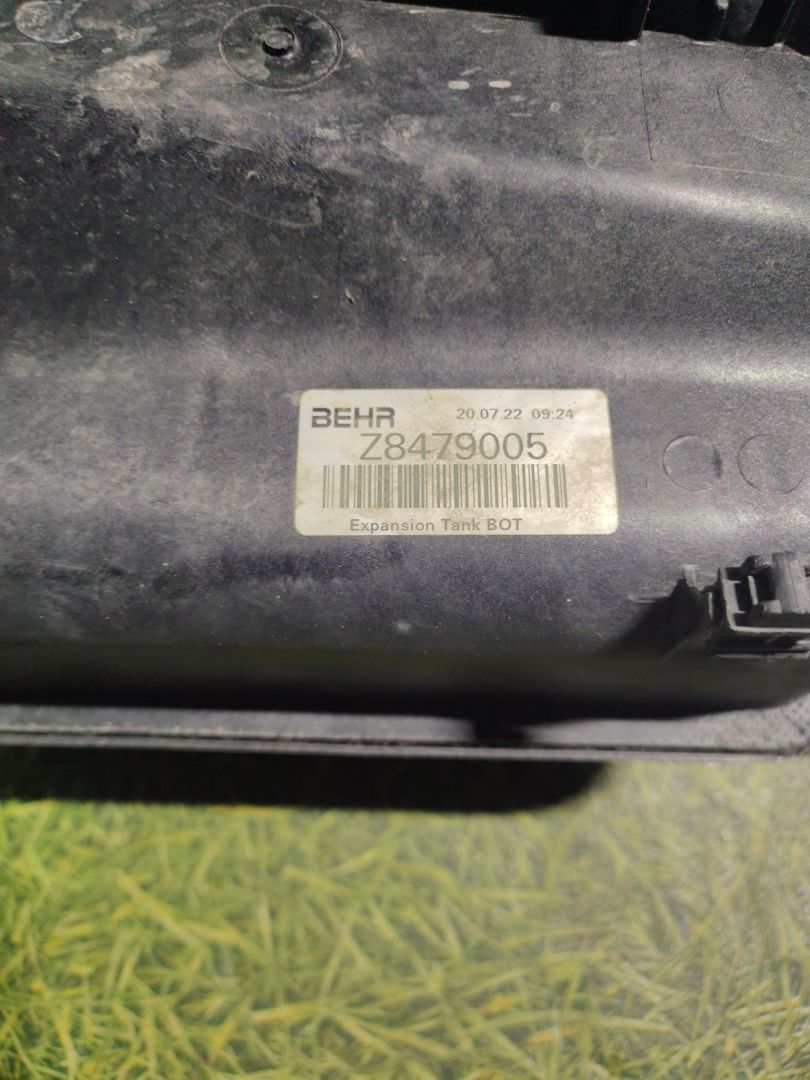 BEHR 20.07.22 09:24
Z8479005
Expansion Tank BOT